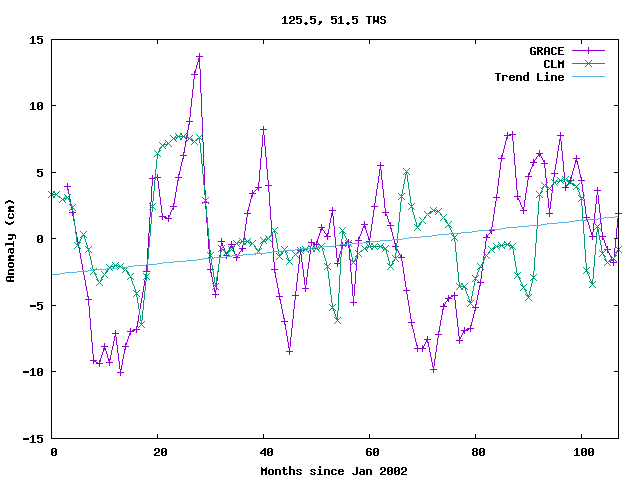 125.5, 51.5 TWS
GRACE
CLM
Trend Line
15
10
5
0
-5
-10
-15
Anomaly (cm)
0 20 40 60 80 100
Months since Jan 2002